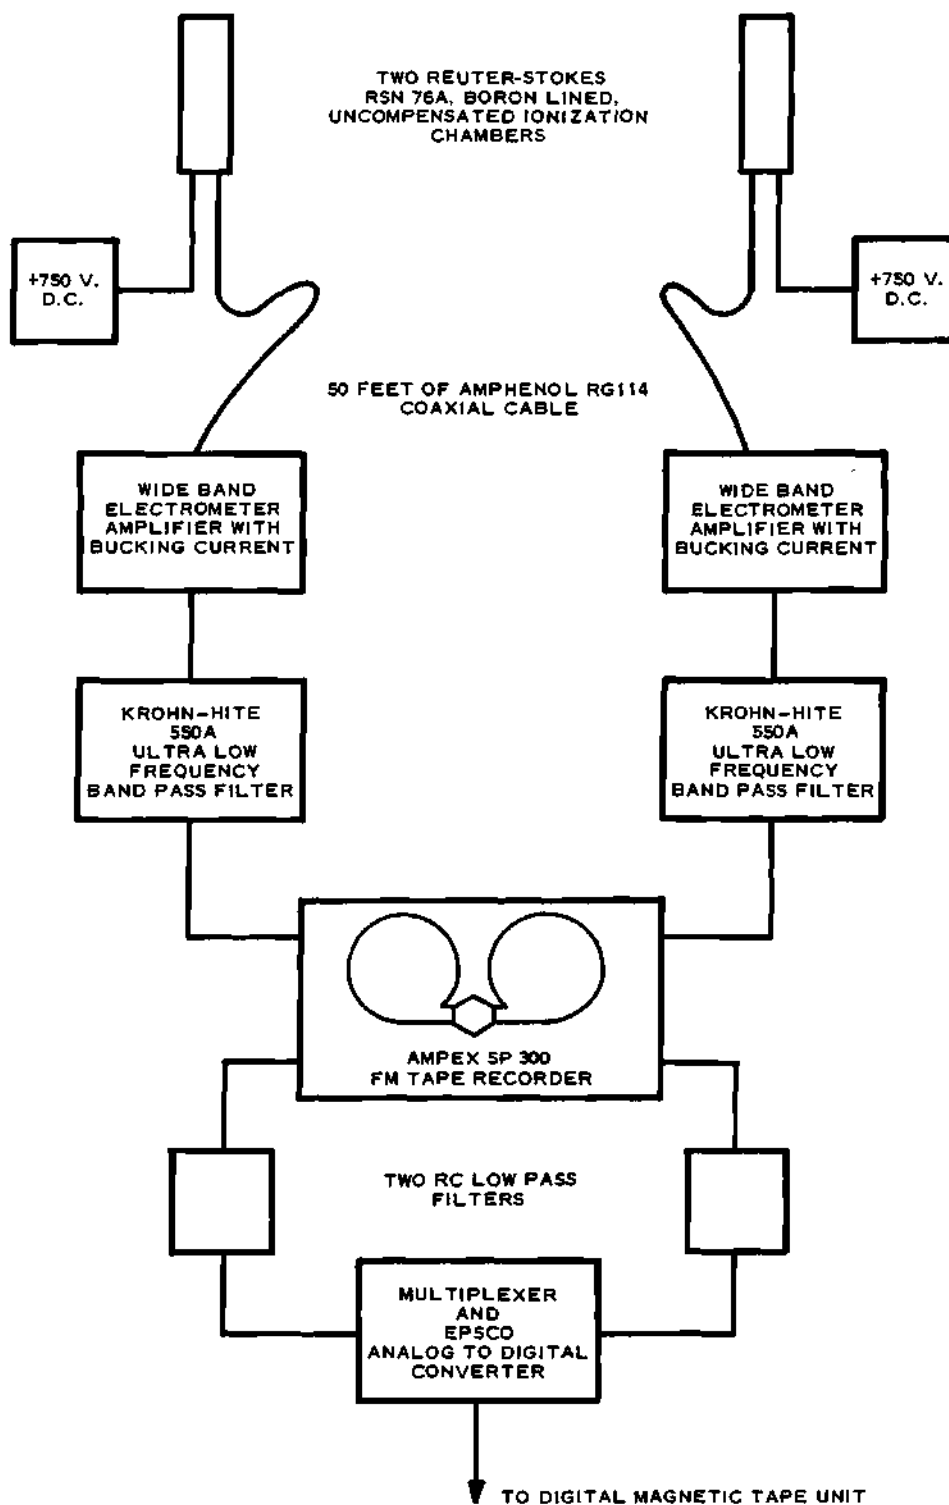 TWO REUTER-STOKES
RSN 76A, BORON LINED,
UNCOMPENSATED IONIZATION
CHAMBERS
+750 V.
D.C.
+750 V.
D.C.
50 FEET OF AMPHENOL RG114
COAXIAL CABLE
WIDE BAND
ELECTROMETER
AMPLIFIER WITH
BUCKING CURRENT
WIDE BAND
ELECTROMETER
AMPLIFIER WITH
BUCKING CURRENT
KROHN-HITE
550A
ULTRA LOW
FREQUENCY
BAND PASS FILTER
KROHN-HITE
550A
ULTRA LOW
FREQUENCY
BAND PASS FILTER
AMPEX SP 300
FM TAPE RECORDER
TWO RC LOW PASS
FILTERS
MULTIPLEXER
AND
EPSCO
ANALOG TO DIGITAL
CONVERTER
TO DIGITAL MAGNETIC TAPE UNIT